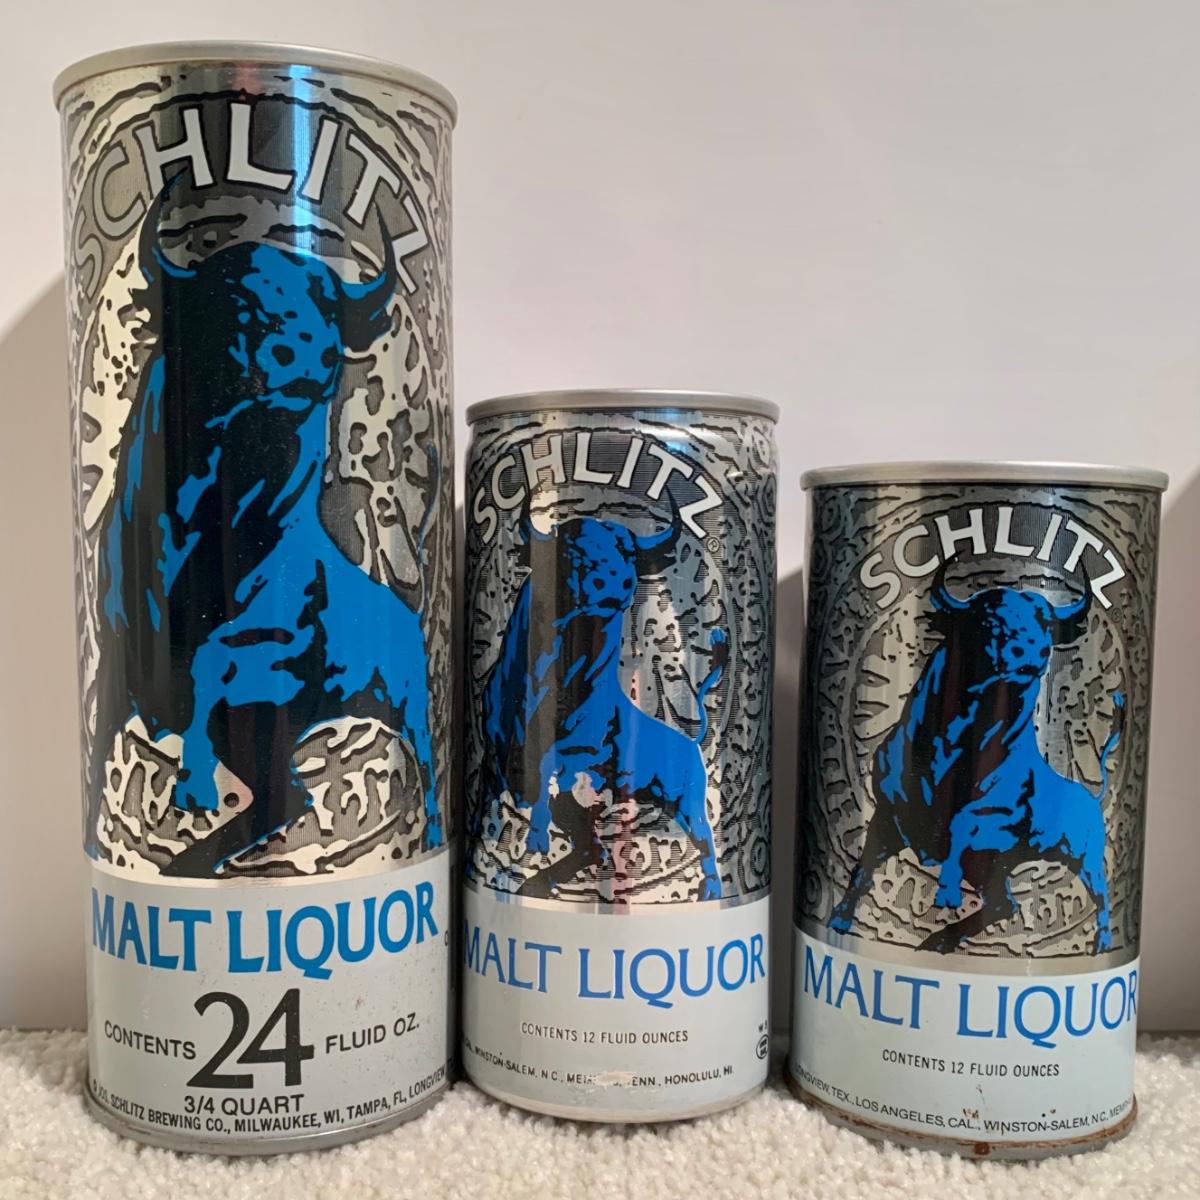 SCHLITZ
MALT LIQUOR
CONTENTS 24 FLUID OZ.
3/4 QUART
JOS. SCHLITZ BREWING CO., MILWAUKEE, WI, TAMPA, FL, LONGVIEW
SCHLITZ®
MALT LIQUOR
CONTENTS 12 FLUID OUNCES
WINSTON-SALEM, N.C., HONOLULU, HI.
SCHLITZ
MALT LIQUOR
CONTENTS 12 FLUID OUNCES
LONGVIEW, TEX., LOS ANGELES, CAL., WINSTON-SALEM, N.C.,